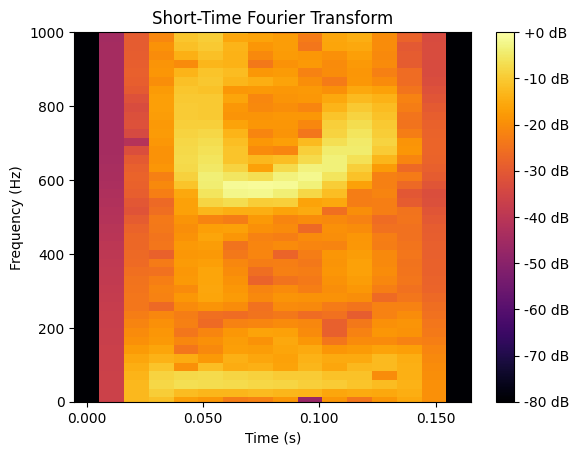 Short-Time Fourier Transform
1000
800
600
400
200
0
Frequency (Hz)
0.000
0.050
0.100
0.150
Time (s)
+0 dB
-10 dB
-20 dB
-30 dB
-40 dB
-50 dB
-60 dB
-70 dB
-80 dB